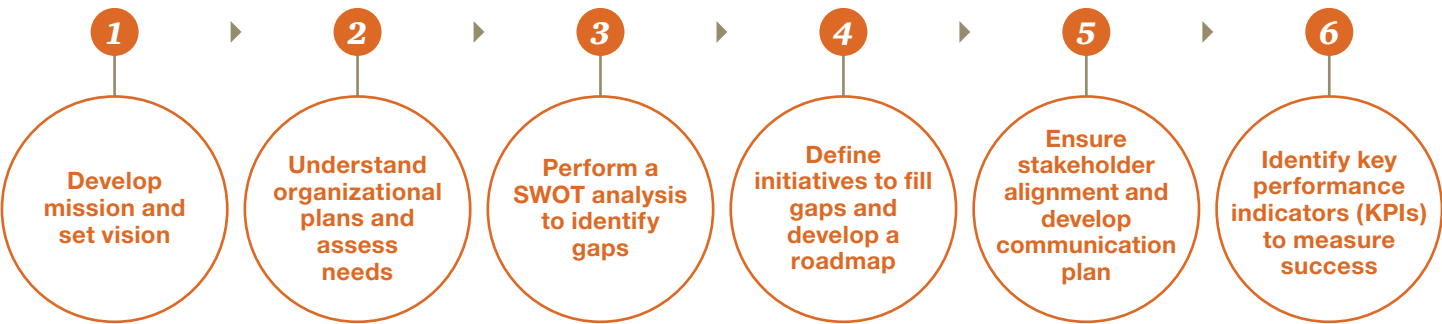 1
2
3
4
5
6
Develop
mission and
set vision
Understand
organizational
plans and
assess
needs
Perform a
SWOT analysis
to identify
gaps
Define
initiatives to fill
gaps and
develop a
roadmap
Ensure
stakeholder
alignment and
develop
communication
plan
Identify key
performance
indicators (KPIs)
to measure
success